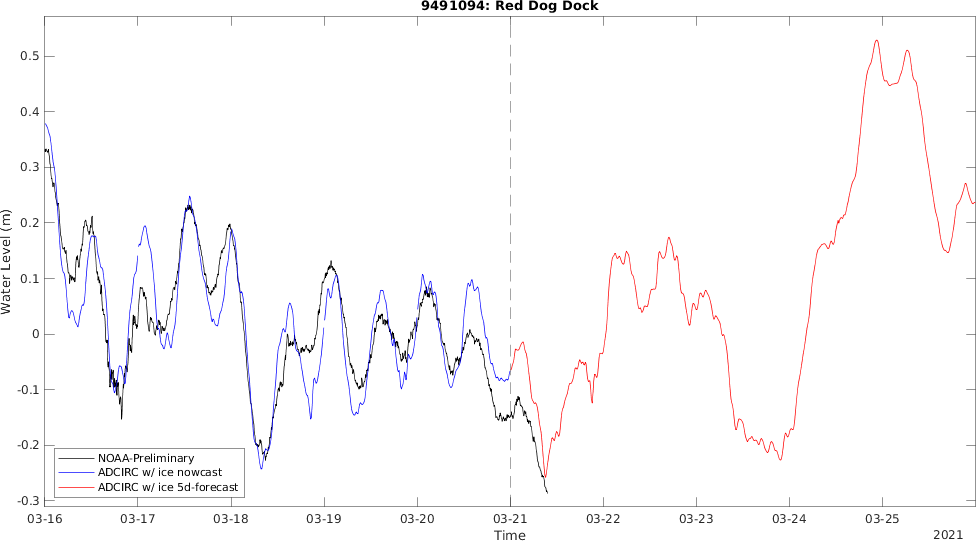 9491094: Red Dog Dock
Water Level (m)
0.5
0.4
0.3
0.2
0.1
0
-0.1
-0.2
-0.3
NOAA-Preliminary
ADCIRC w/ ice nowcast
ADCIRC w/ ice 5d-forecast
03-16 03-17 03-18 03-19 03-20 03-21 03-22 03-23 03-24 03-25
Time
2021